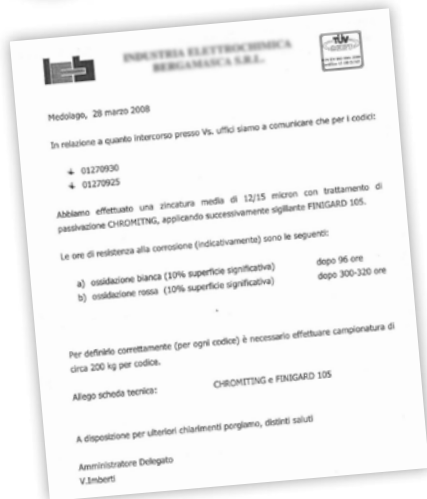 INDUSTRIA ELETTROCHIMICA
BERGAMASCA S.R.L.
TÜV
Medolago, 28 marzo 2008
In relazione a quanto intercorso presso Vs. uffici siamo a comunicare che per i codici:
01270930
01270925
Abbiamo effettuato una zincatura media di 12/15 micron con trattamento di
passivazione CHROMITNG, applicando successivamente sigillante FINIGARD 105.
Le ore di resistenza alla corrosione (indicativamente) sono le seguenti:
a) ossidazione bianca (10% superficie significativa) dopo 96 ore
b) ossidazione rossa (10% superficie significativa) dopo 300-320 ore
Per definirlo correttamente (per ogni codice) è necessario effettuare campionatura di
circa 200 kg per codice.
Allego scheda tecnica: CHROMITING e FINIGARD 105
A disposizione per ulteriori chiarimenti porgiamo, distinti saluti
Amministratore Delegato
V.Imberti